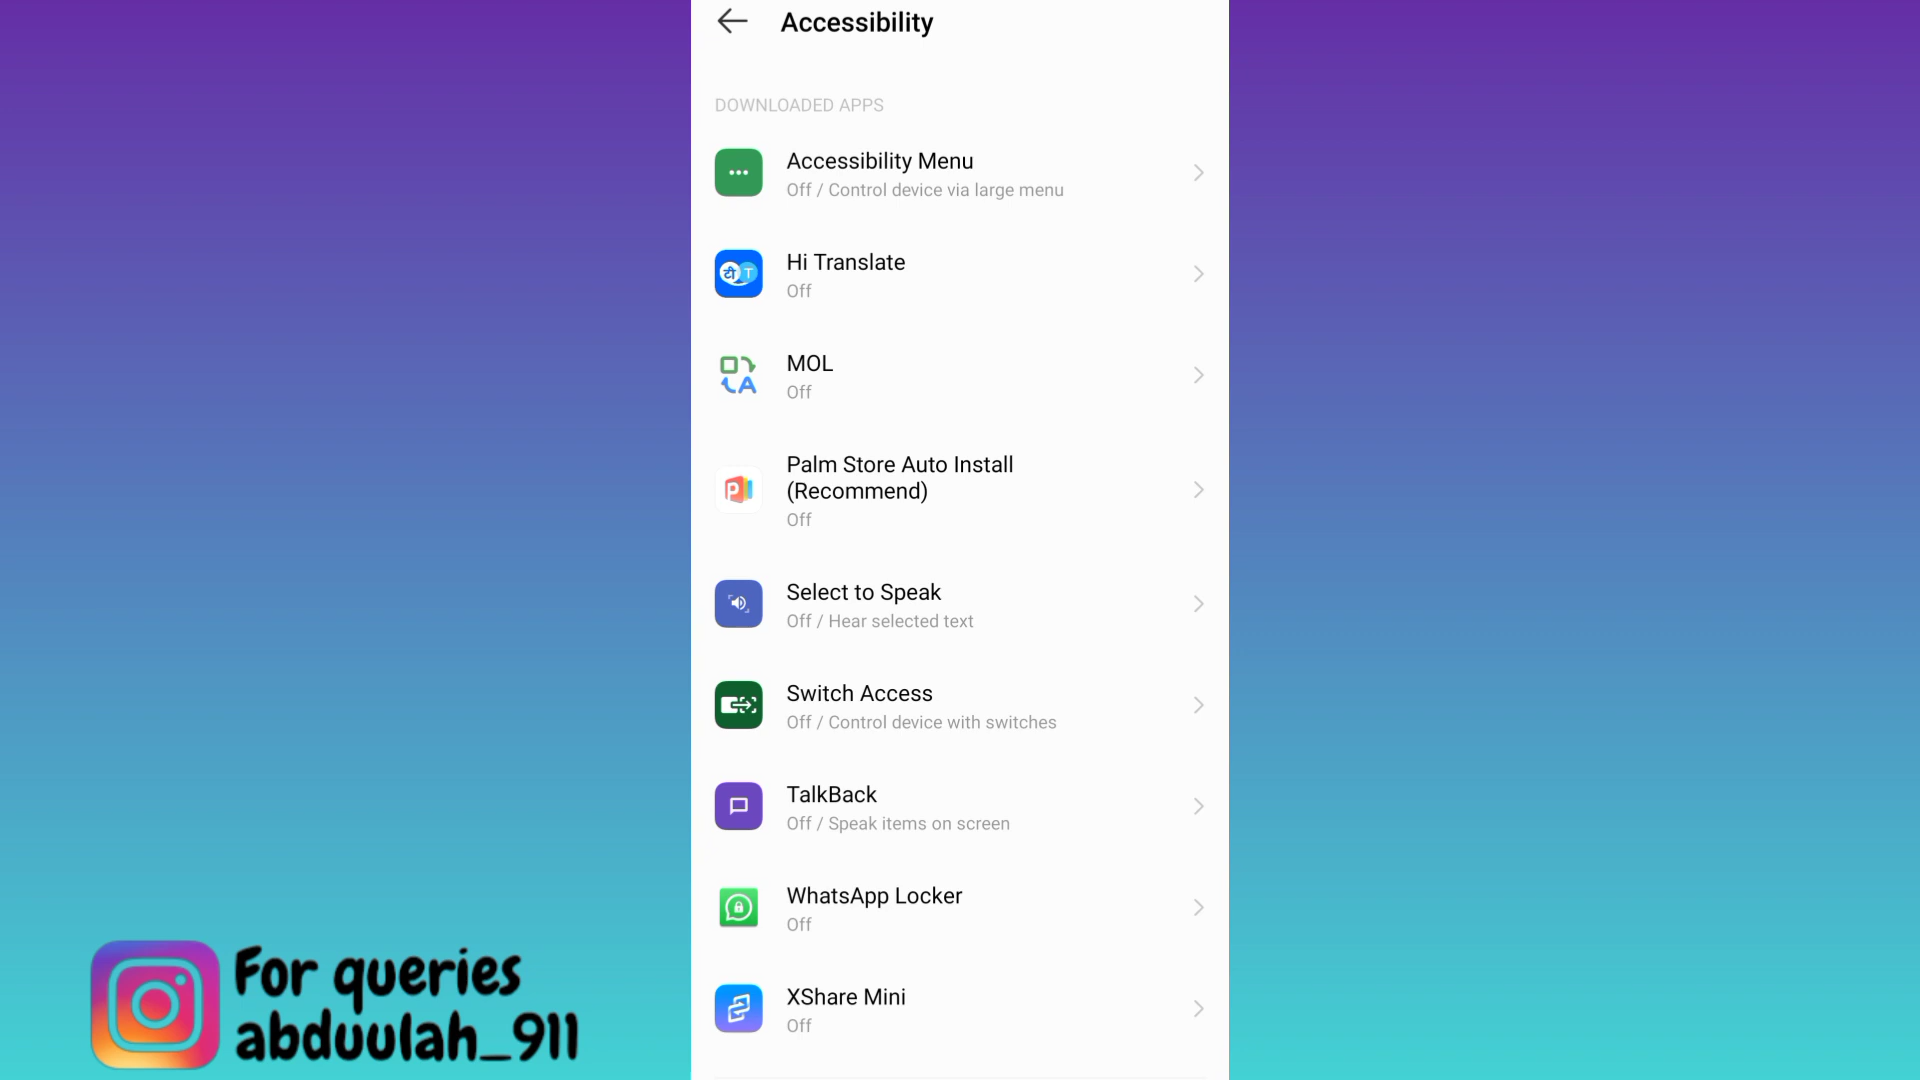 Accessibility
DOWNLOADED APPS
Accessibility Menu
Off / Control device via large menu
Hi Translate
Off
टी T
MOL
Off
A
Palm Store Auto Install
(Recommend)
Off
P
Select to Speak
Off / Hear selected text
Switch Access
Off / Control device with switches
TalkBack
Off / Speak items on screen
WhatsApp Locker
Off
XShare Mini
Off
For queries
abduulah_911